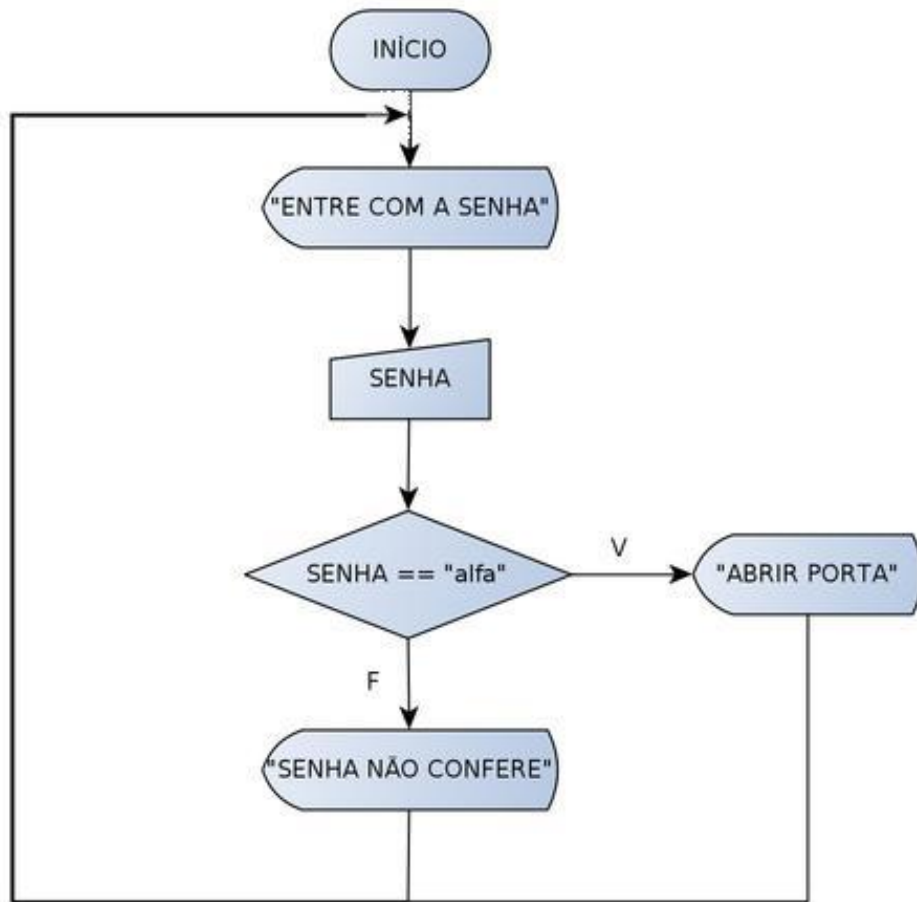 INÍCIO
"ENTRE COM A SENHA"
SENHA
SENHA == "alfa"
V
"ABRIR PORTA"
F
"SENHA NÃO CONFERE"